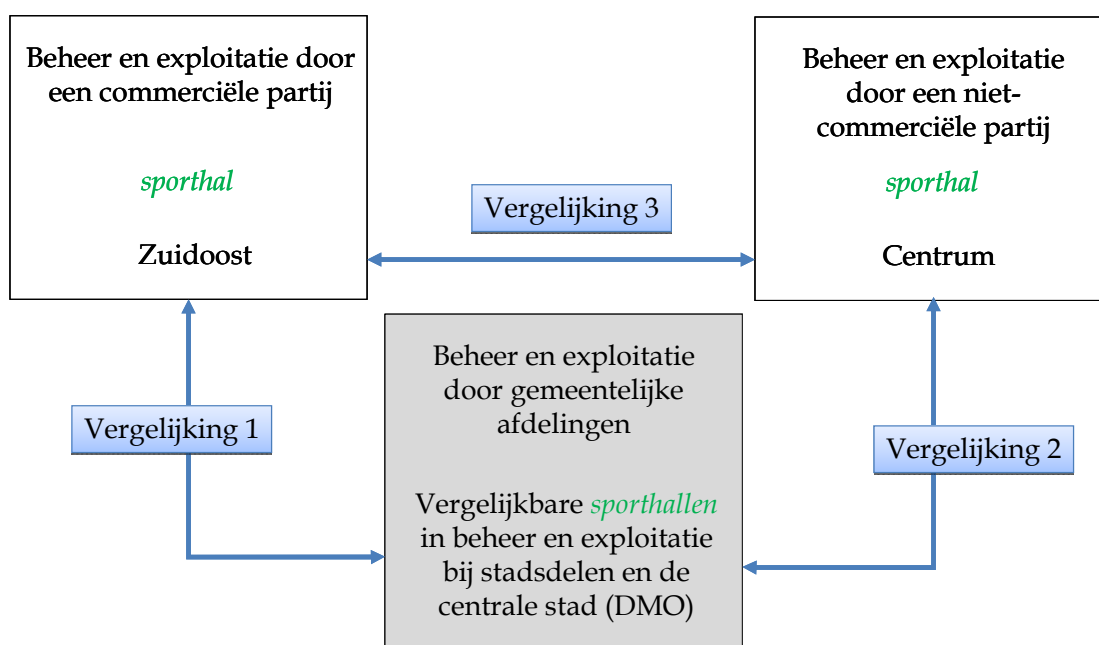 Beheer en exploitatie door
een commerciële partij
sporthal
Zuidoost
Beheer en exploitatie
door een niet-
commerciële partij
sporthal
Centrum
Vergelijking 3
Vergelijking 1
Beheer en exploitatie
door gemeentelijke
afdelingen
Vergelijkbare sporthallen
in beheer en exploitatie
bij stadsdelen en de
centrale stad (DMO)
Vergelijking 2